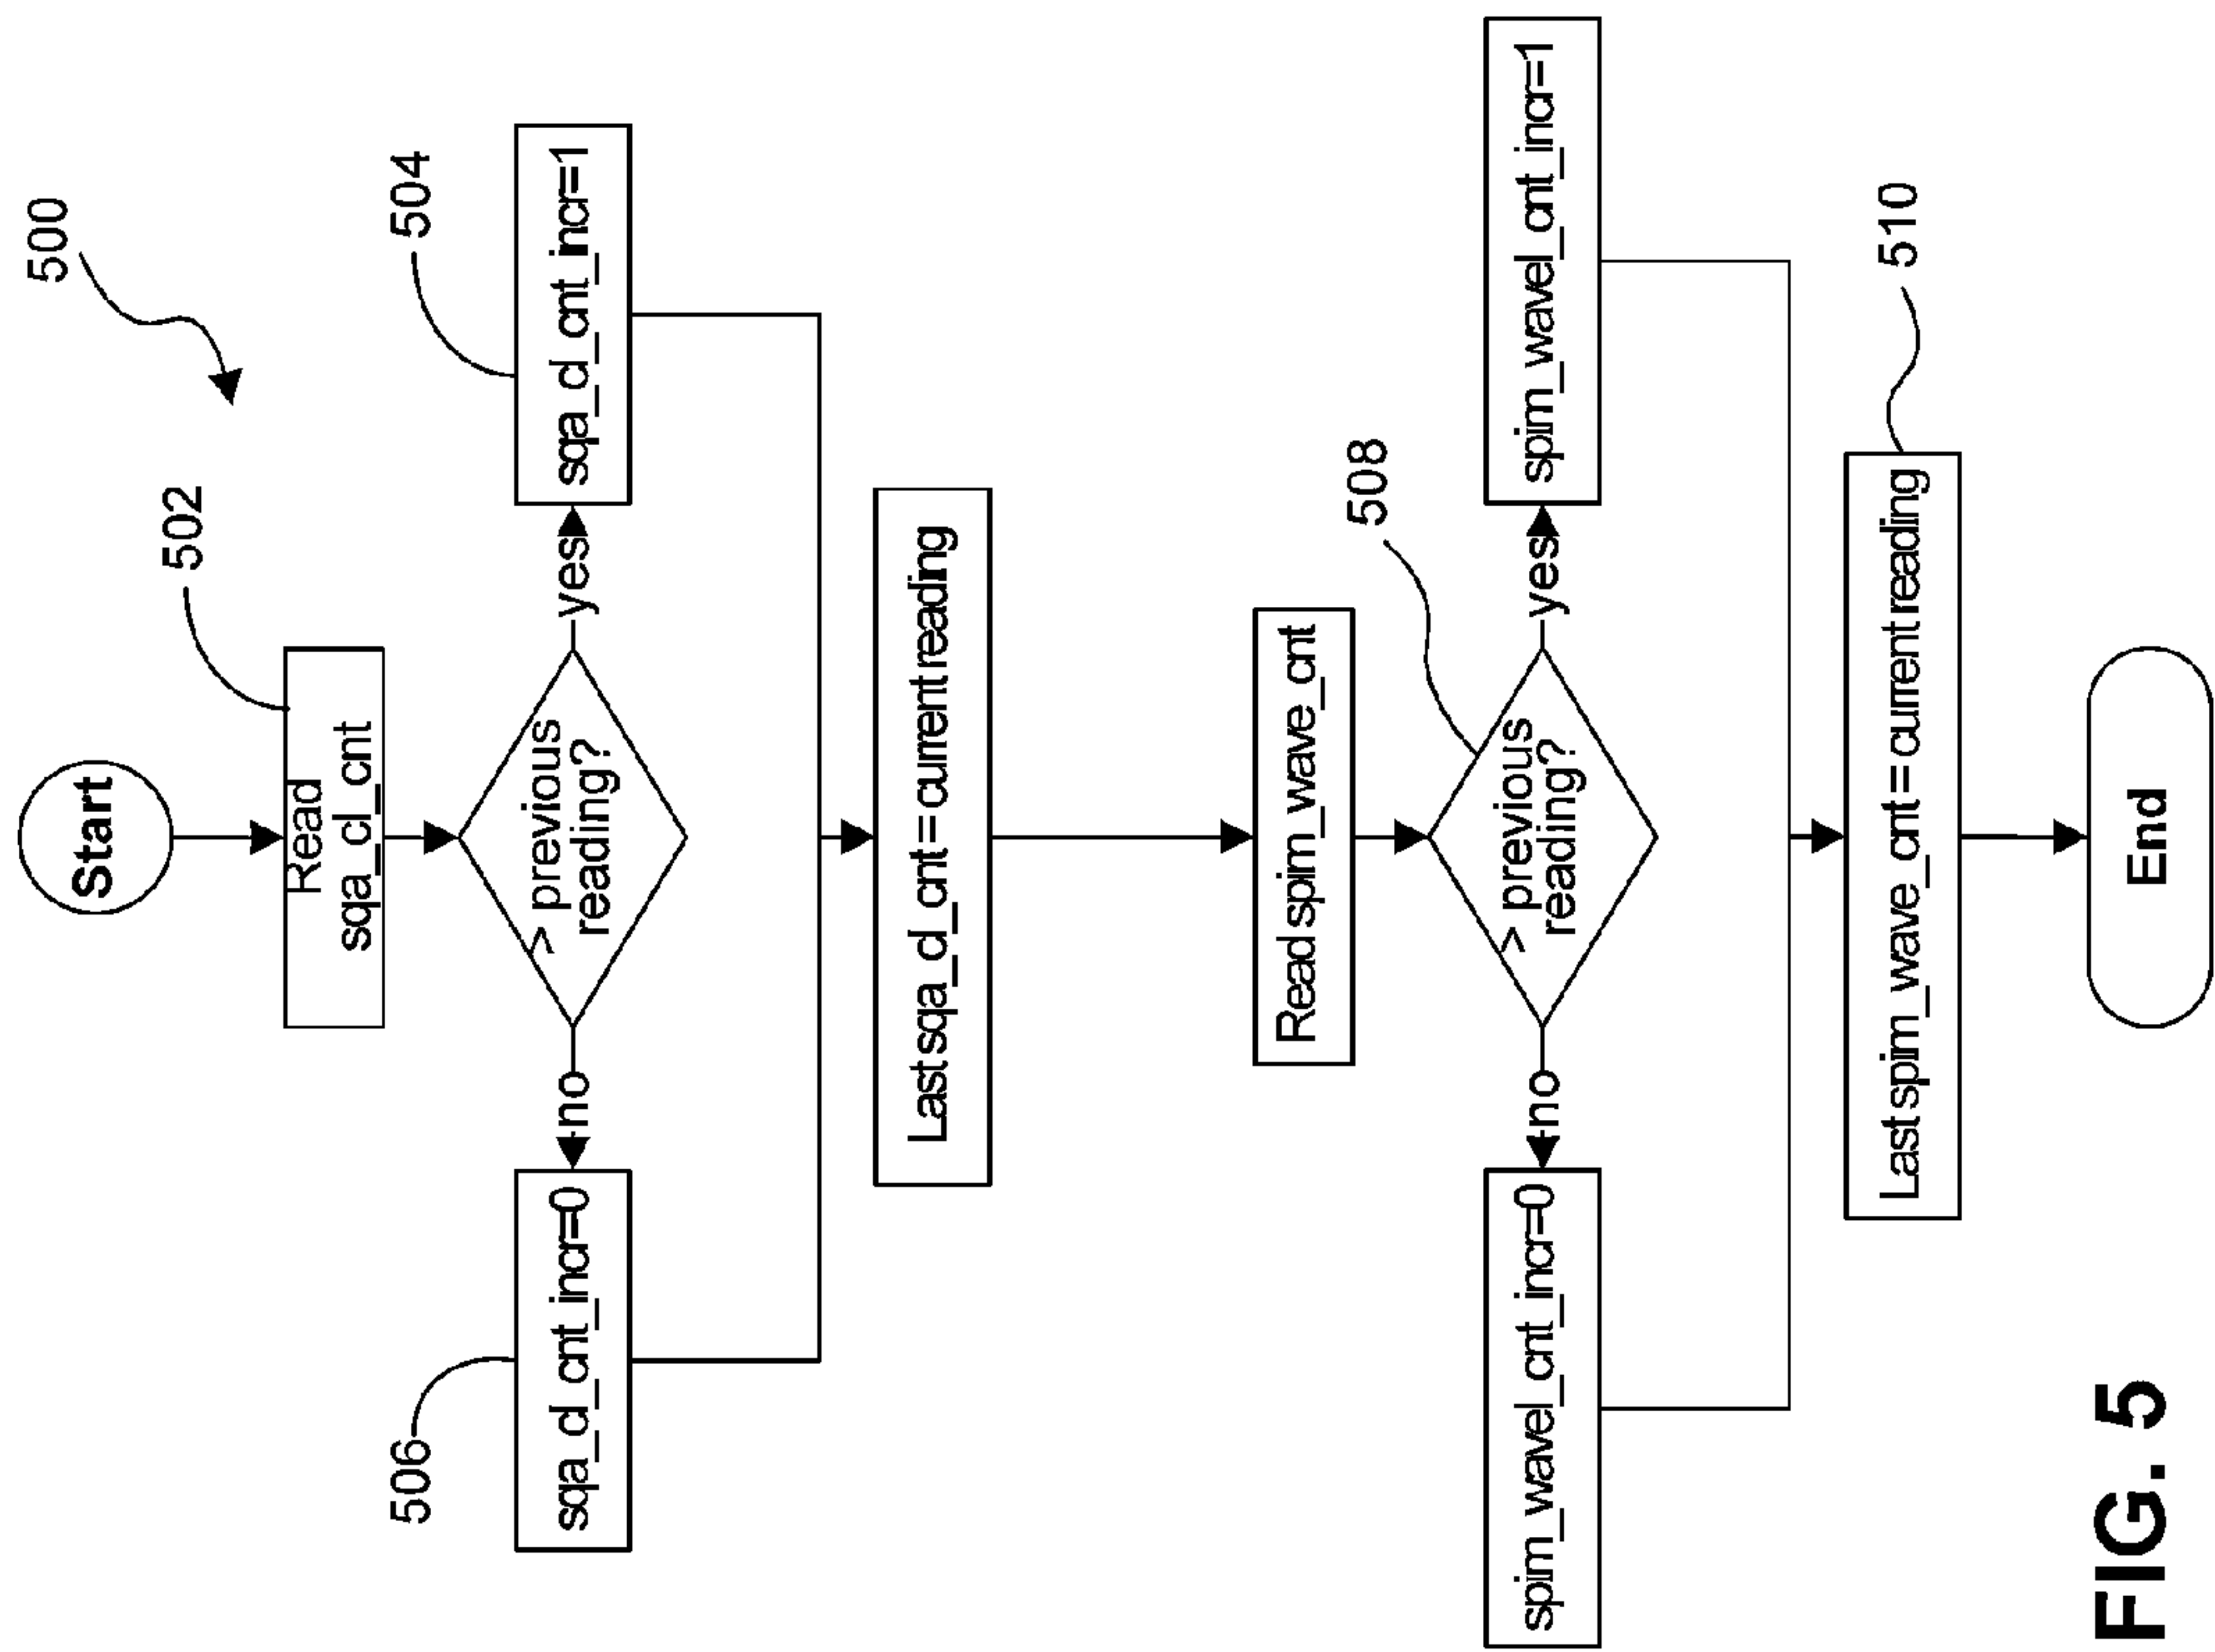 500
Start
502
Read
sqa_cl_cnt
504
> previous
reading?
no
yes
506
sqa_cl_cnt_incr=0
sqa_cl_cnt_incr=1
Last sqa_cl_cnt = current reading
Read spim_wave_cnt
508
> previous
reading?
no
yes
spim_wavel_cnt_incr=0
spim_wavel_cnt_incr=1
510
Last spim_wave_cnt = current reading
End
FIG. 5